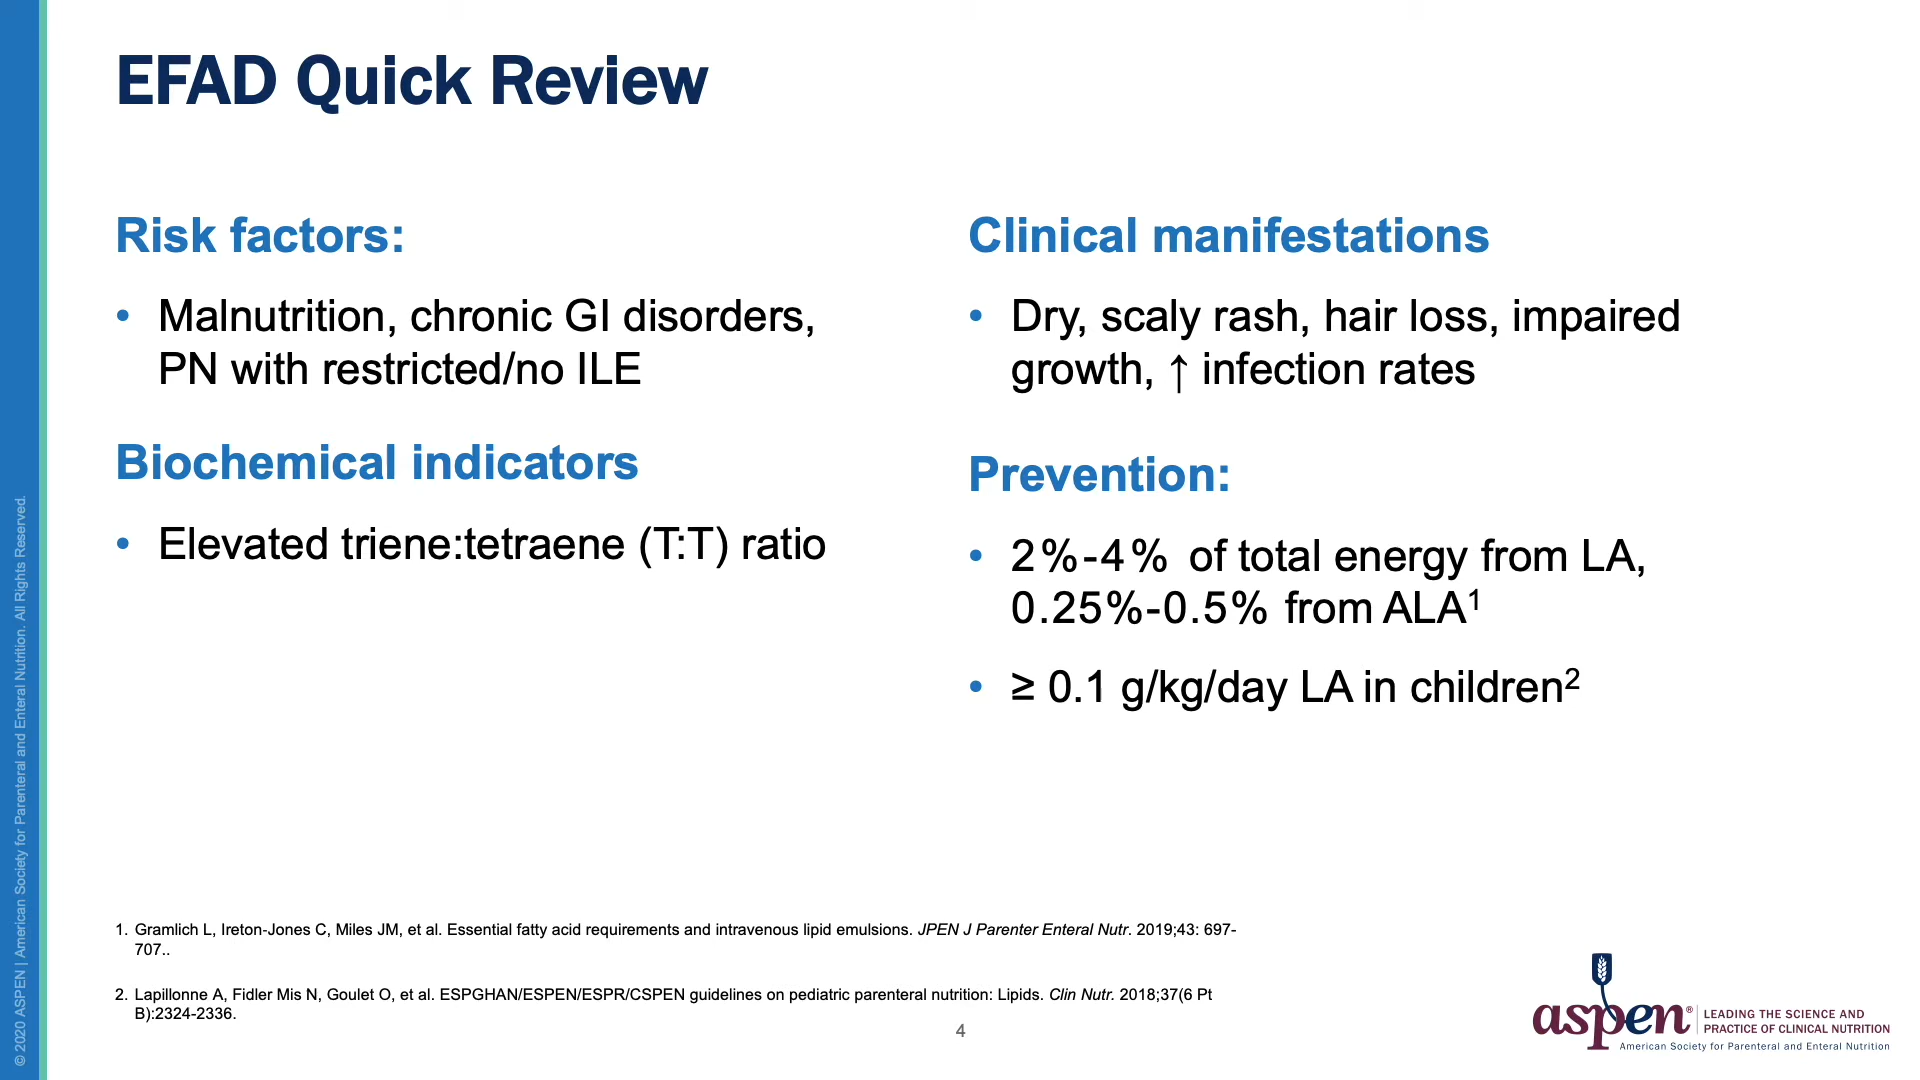 EFAD Quick Review
Risk factors:
• Malnutrition, chronic GI disorders,
PN with restricted/no ILE
Biochemical indicators
• Elevated triene:tetraene (T:T) ratio
Clinical manifestations
• Dry, scaly rash, hair loss, impaired
growth, ↑ infection rates
Prevention:
• 2%-4% of total energy from LA,
0.25%-0.5% from ALA¹
• ≥ 0.1 g/kg/day LA in children²
1. Gramlich L, Ireton-Jones C, Miles JM, et al. Essential fatty acid requirements and intravenous lipid emulsions. JPEN J Parenter Enteral Nutr. 2019;43: 697-
707..
2. Lapillonne A, Fidler Mis N, Goulet O, et al. ESPGHAN/ESPEN/ESPR/CSPEN guidelines on pediatric parenteral nutrition: Lipids. Clin Nutr. 2018;37(6 Pt
B):2324-2336.
4
aspen®
LEADING THE SCIENCE AND
PRACTICE OF CLINICAL NUTRITION
American Society for Parenteral and Enteral Nutrition
© 2020 ASPEN | American Society for Parenteral and Enteral Nutrition. All Rights Reserved.